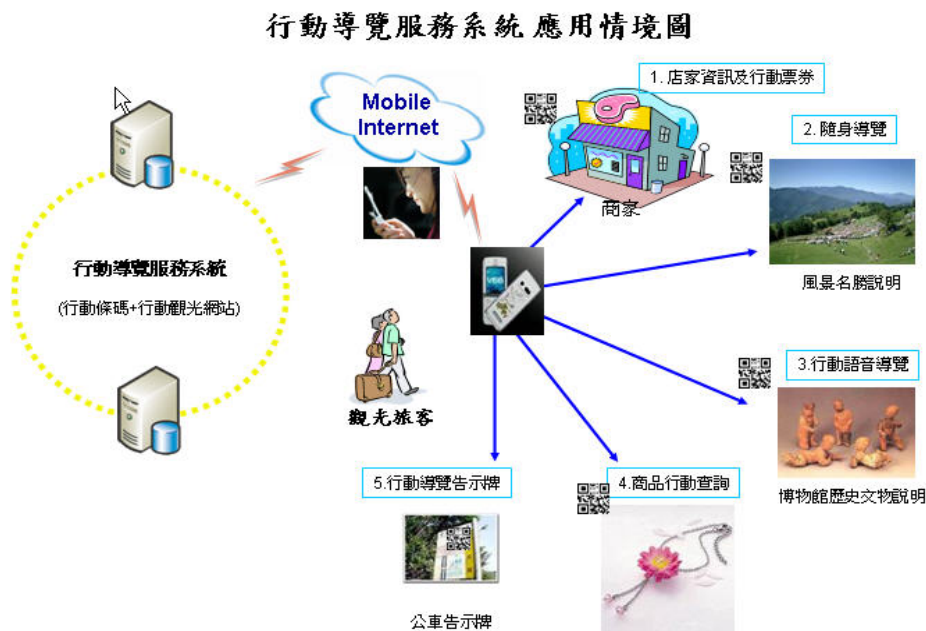 行動導覽服務系統 應用情境圖
Mobile
Internet
1. 店家資訊及行動票券
商家
2. 隨身導覽
風景名勝說明
行動導覽服務系統
(行動條碼+行動觀光網站)
觀光旅客
3.行動語音導覽
博物館歷史文物說明
5.行動導覽告示牌
公車告示牌
4.商品行動查詢